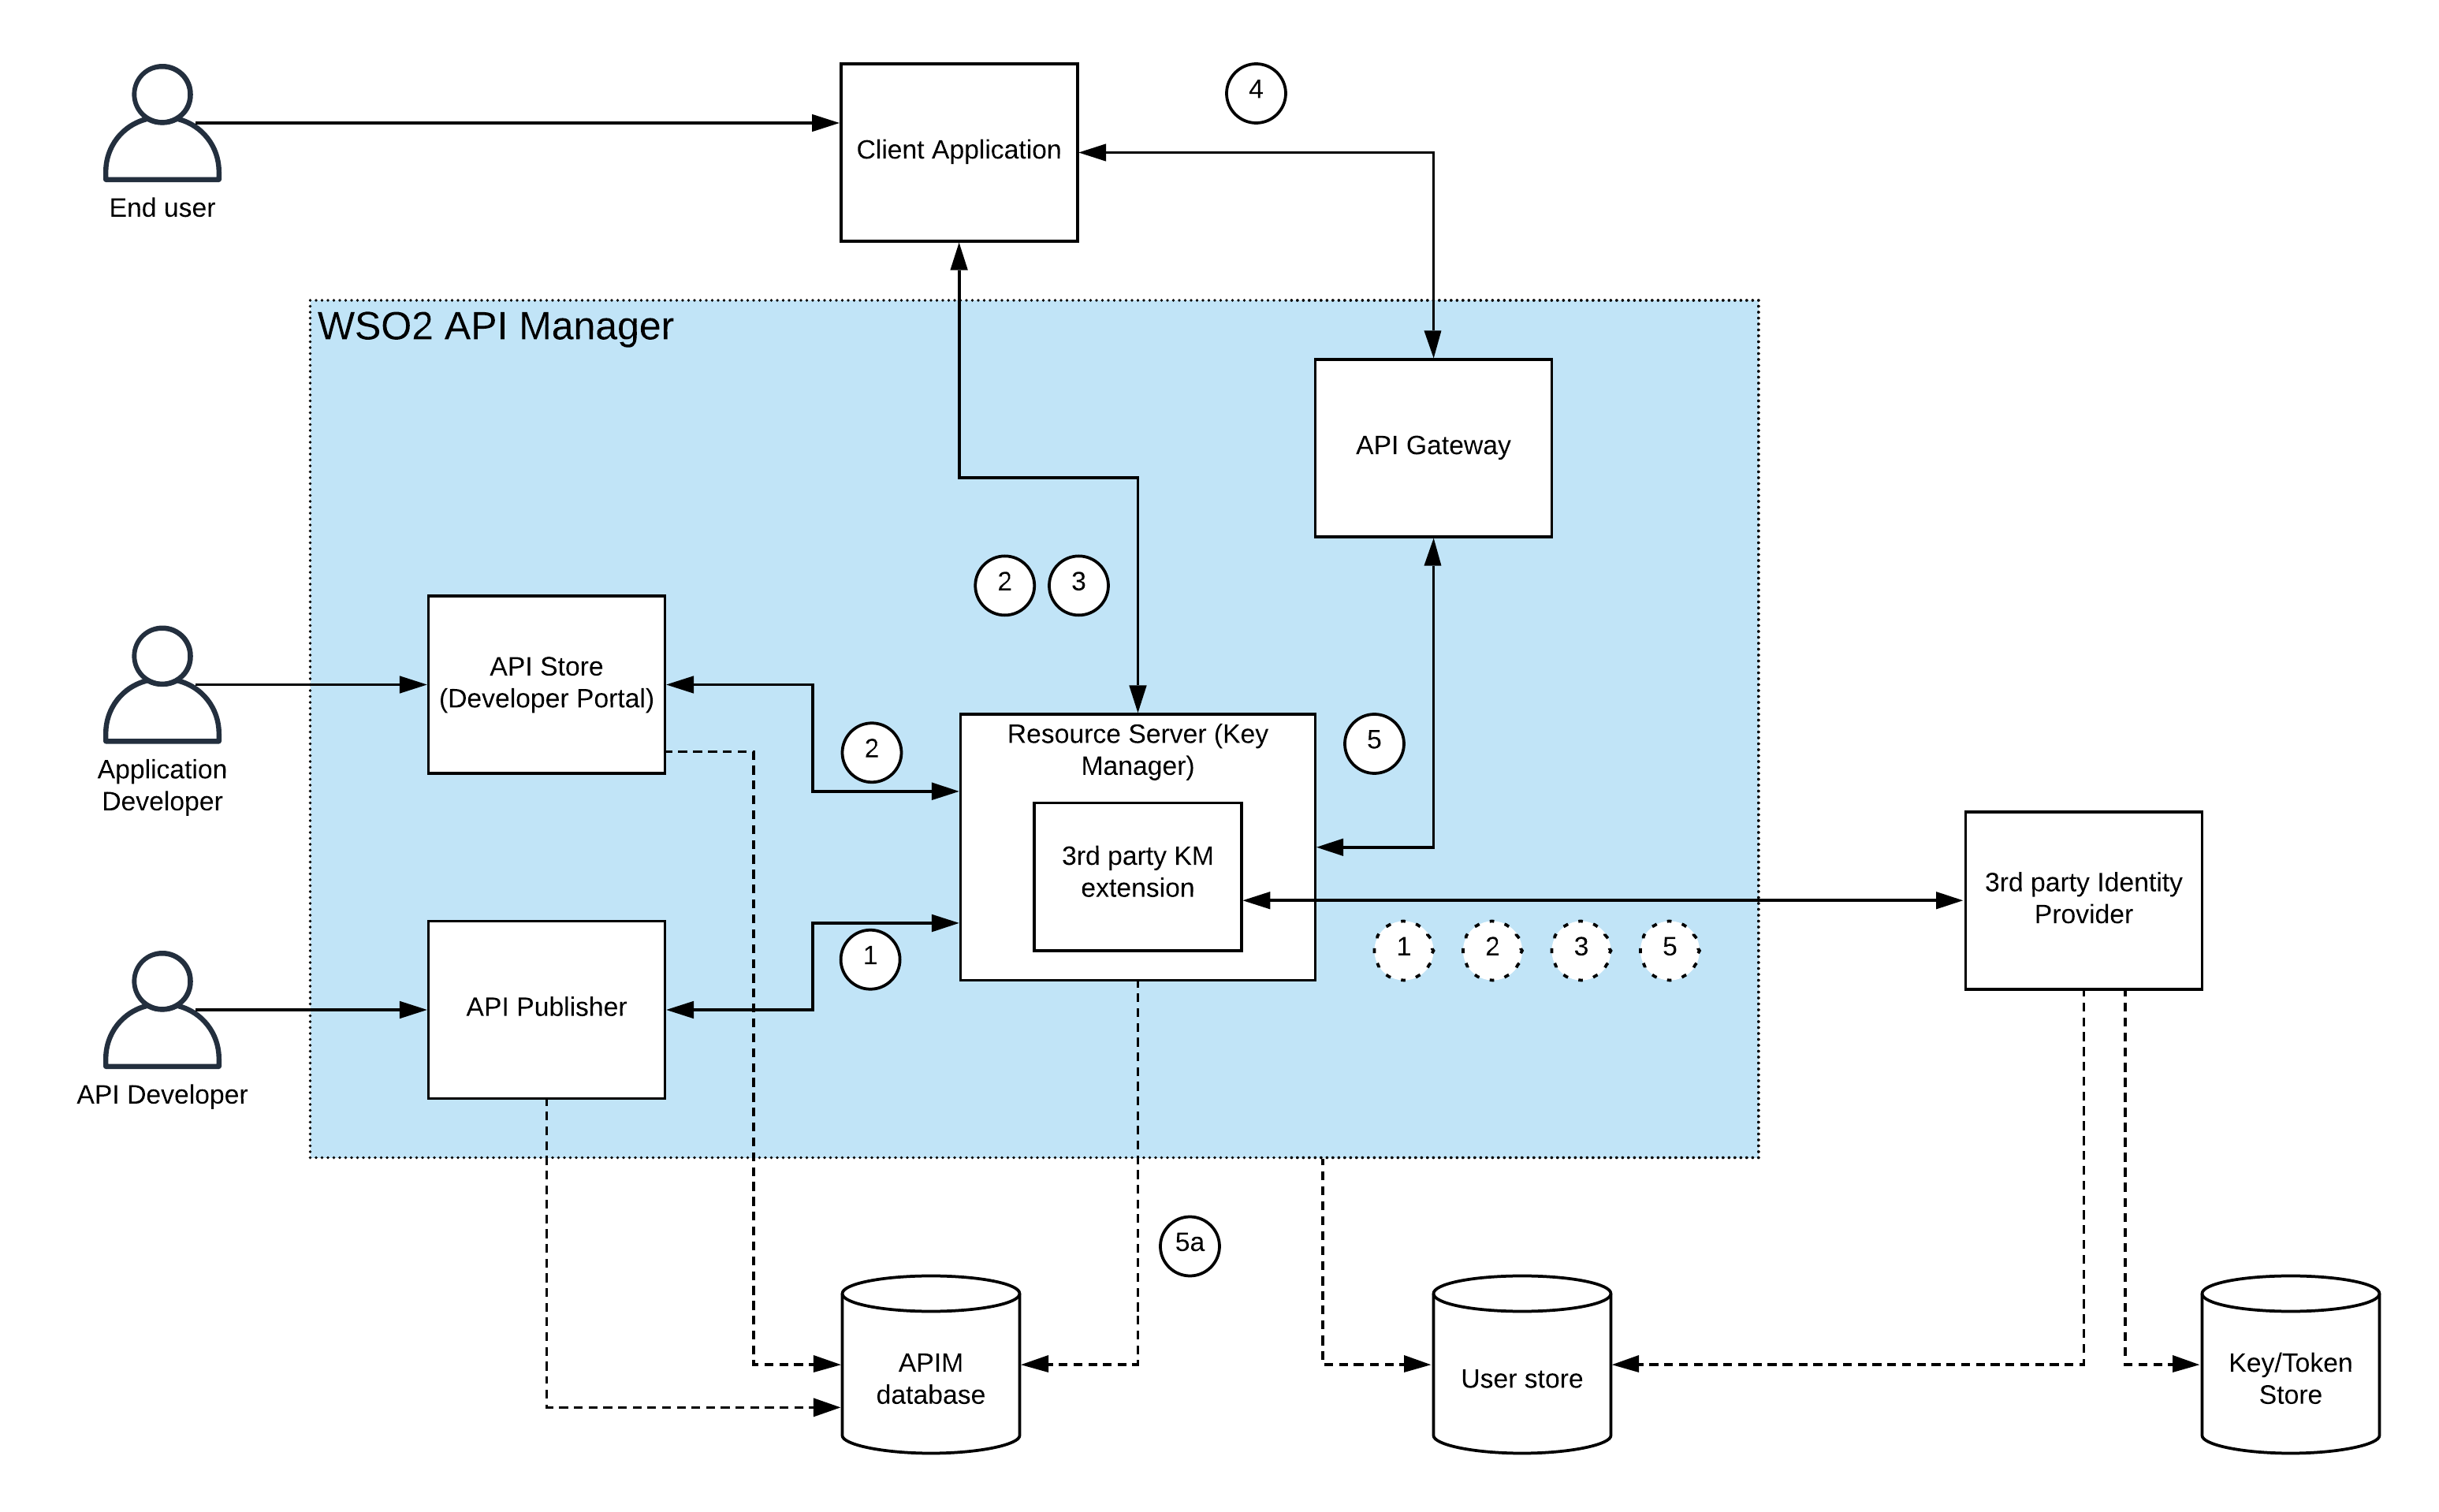 4
Client Application
End user
WSO2 API Manager
API Gateway
2
3
API Store
(Developer Portal)
Application
Developer
2
Resource Server (Key
Manager)
5
3rd party KM
extension
3rd party Identity
Provider
1
1
2
3
5
API Publisher
API Developer
5a
APIM
database
User store
Key/Token
Store